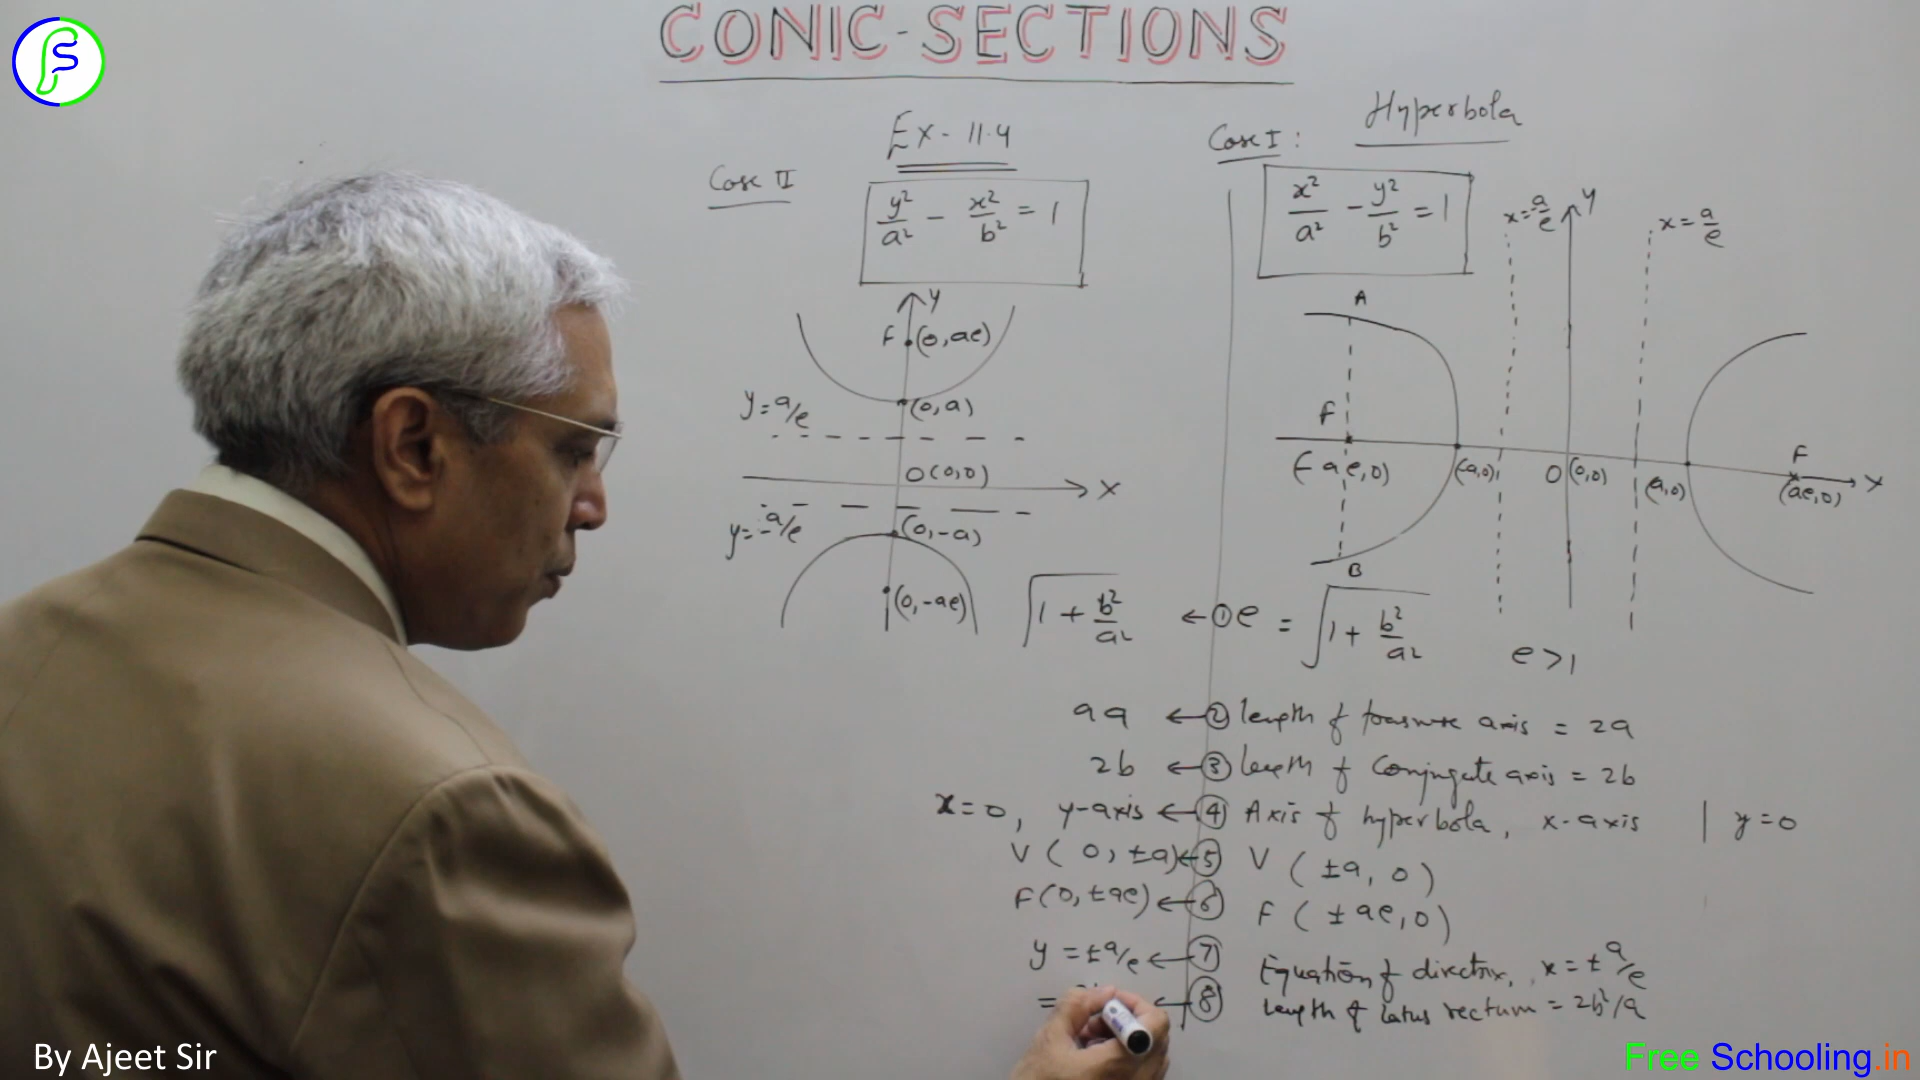 CONIC-SECTIONS
Ex-11.4
Hyperbola
Case II
y²/a² - x²/b² = 1
y
F (0, ae)
y = a/e
(0, a)
O(0,0)
x
y = -a/e
(0, -a)
(0, -ae)
Case I :
x²/a² - y²/b² = 1
x = -a/e
y
x = a/e
A
F
(-ae, 0)
(-a, 0)
O (0,0)
(a, 0)
F
(ae, 0)
x
B
√1 + b²/a² ← ① e = √1 + b²/a² e > 1
aa ← ② length of transverse axis = 2a
2b ← ③ length of Conjugate axis = 2b
x = 0, y-axis ← ④ Axis of hyperbola, x-axis | y = 0
V (0, ±a) ← ⑤ V (±a, 0)
F (0, ±ae) ← ⑥ F (±ae, 0)
y = ±a/e ← ⑦ Equation of directrix, x = ±a/e
= ← ⑧ length of latus rectum = 2b²/a
By Ajeet Sir
Free Schooling.in